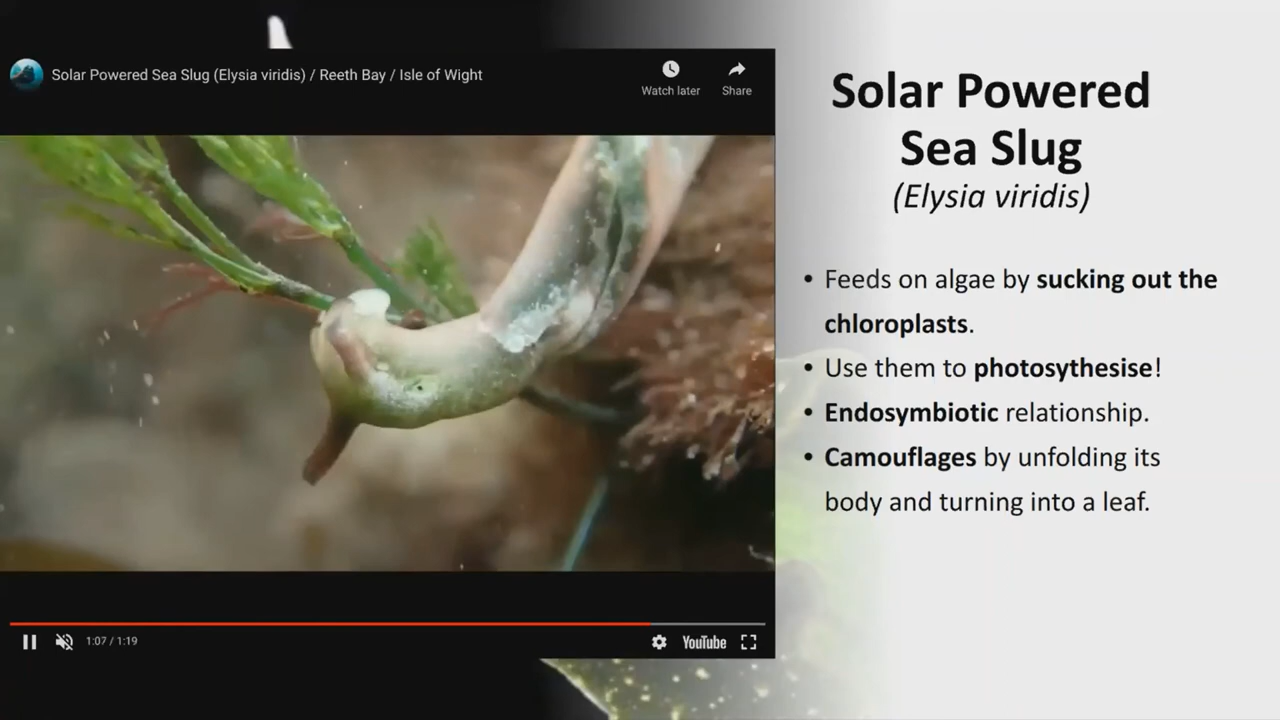 Solar Powered Sea Slug (Elysia viridis) / Reeth Bay / Isle of Wight
Watch later
Share
1:07 / 1:19
YouTube
Solar Powered
Sea Slug
(Elysia viridis)
• Feeds on algae by sucking out the
chloroplasts.
• Use them to photosythesise!
• Endosymbiotic relationship.
• Camouflages by unfolding its
body and turning into a leaf.